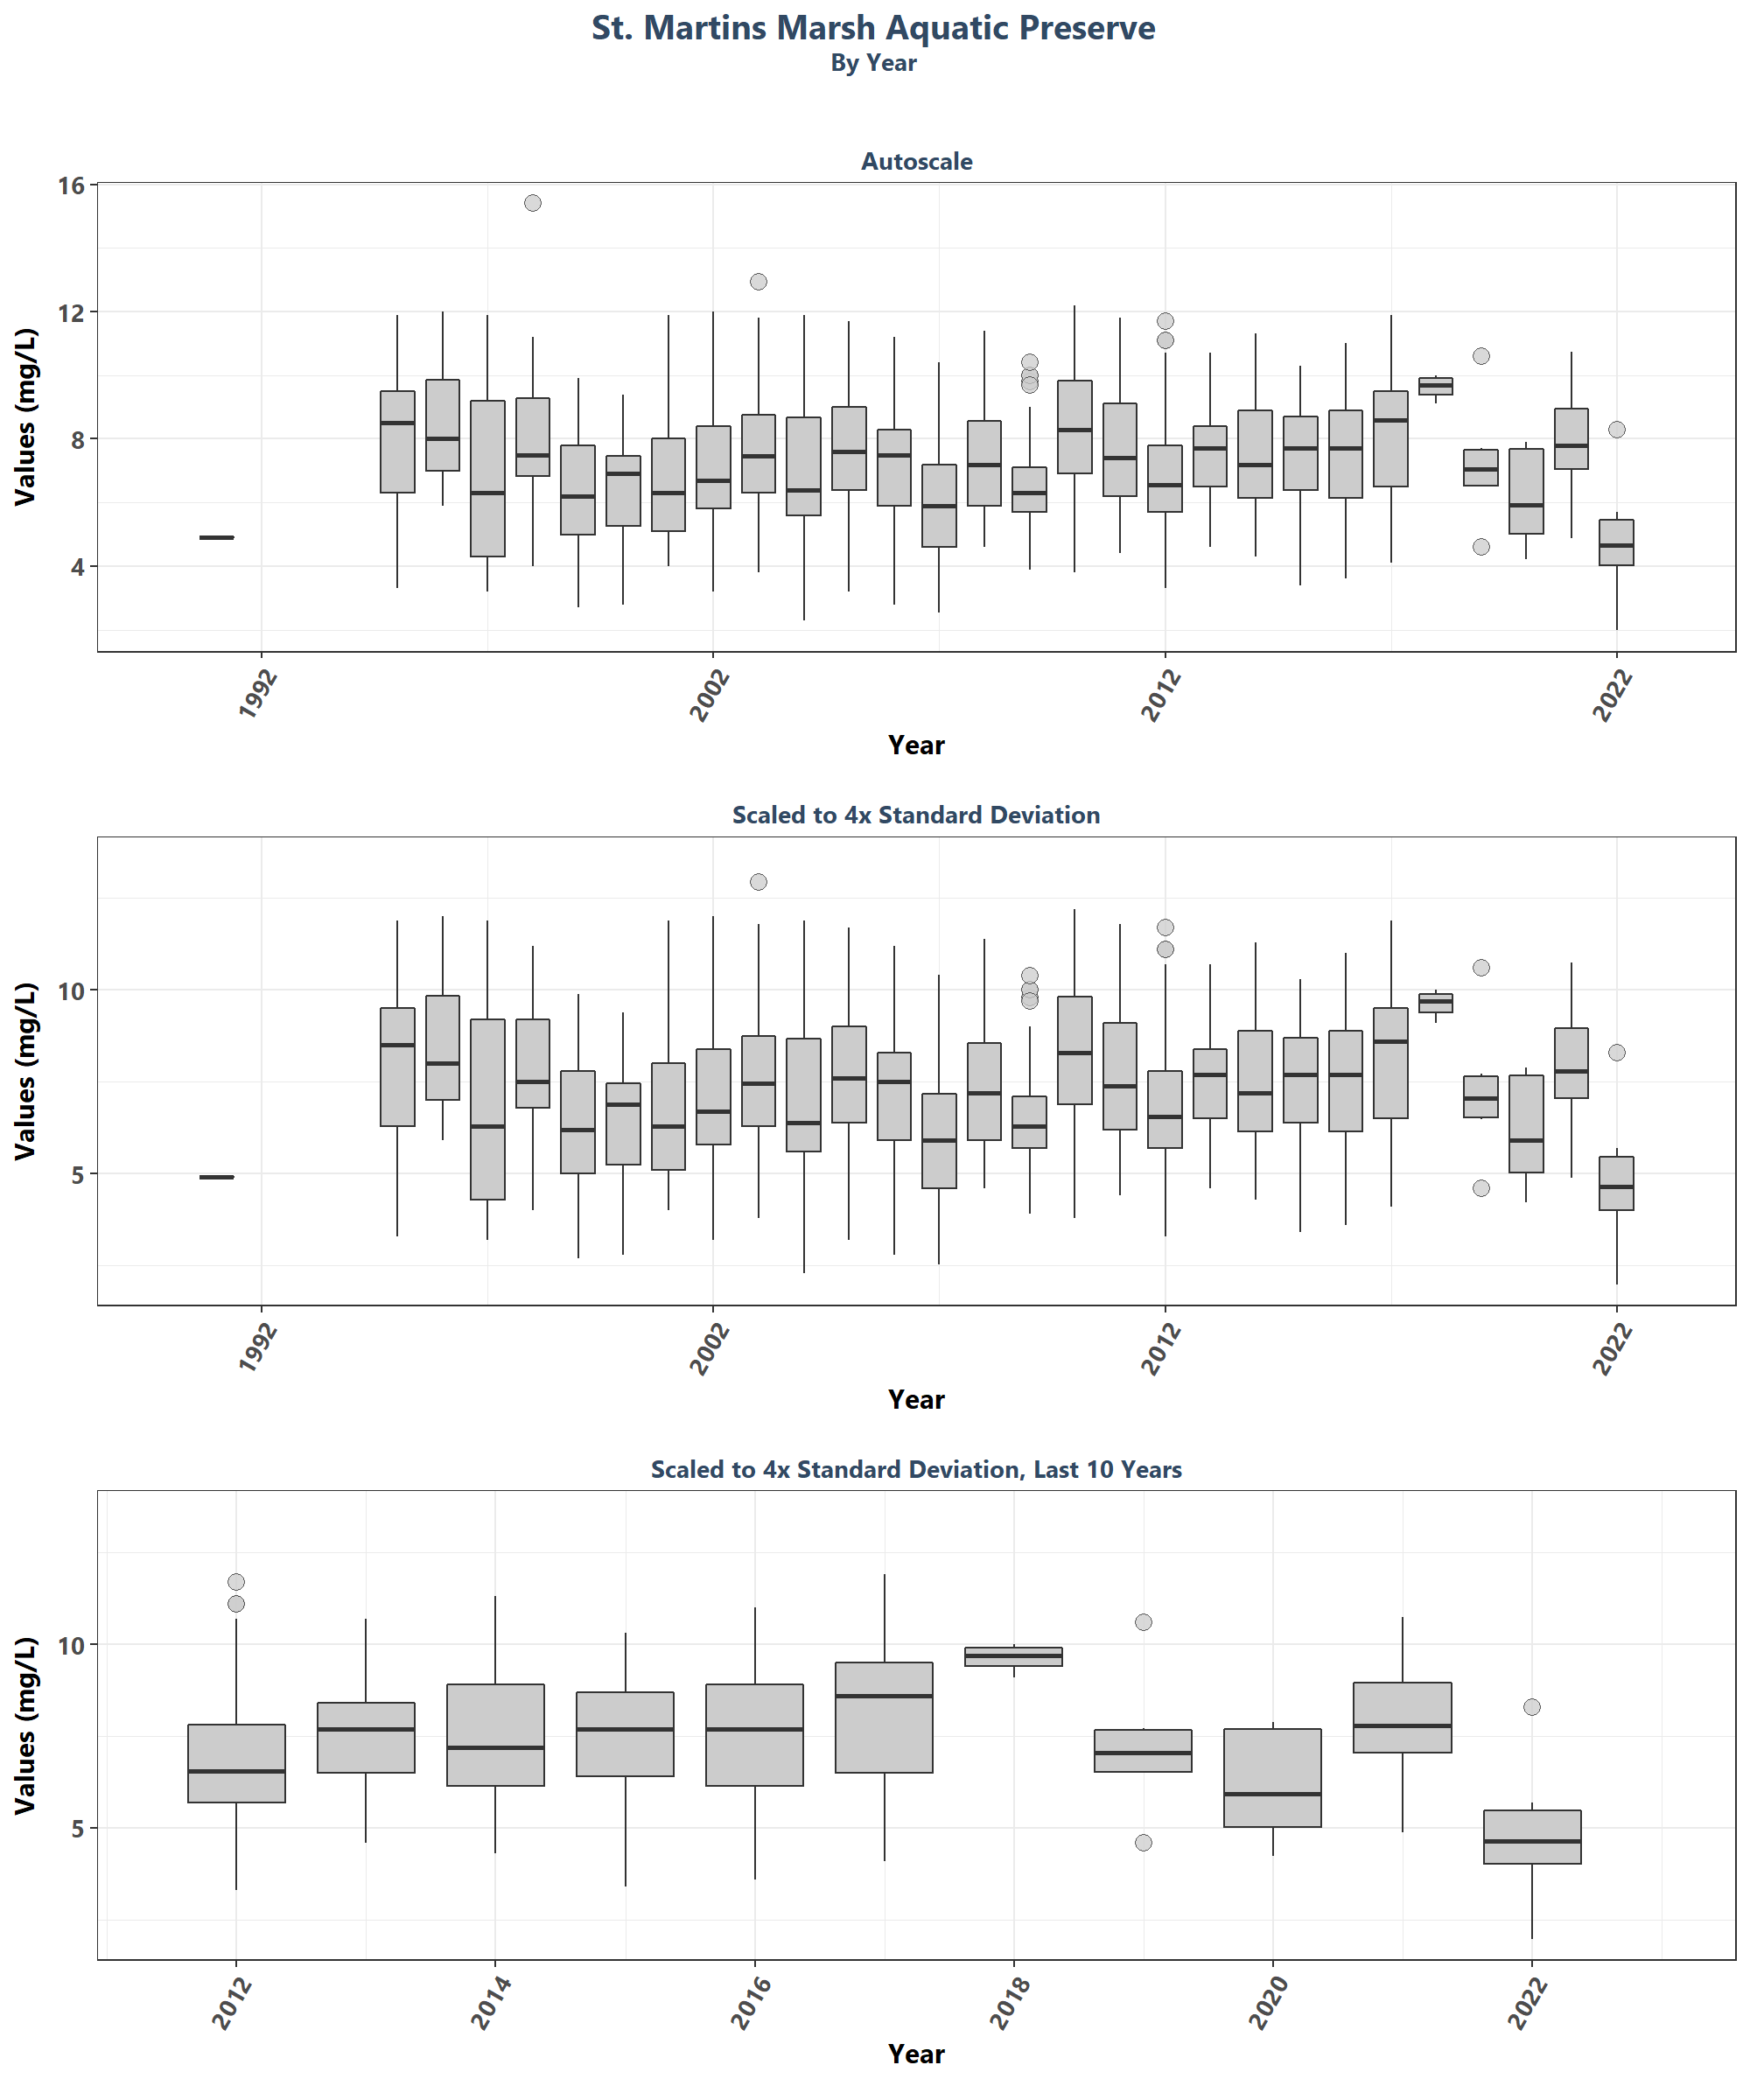 St. Martins Marsh Aquatic Preserve
By Year
Autoscale
Values (mg/L)
16
12
8
4
1992
2002
2012
2022
Year
Scaled to 4x Standard Deviation
Values (mg/L)
10
5
1992
2002
2012
2022
Year
Scaled to 4x Standard Deviation, Last 10 Years
Values (mg/L)
10
5
2012
2014
2016
2018
2020
2022
Year